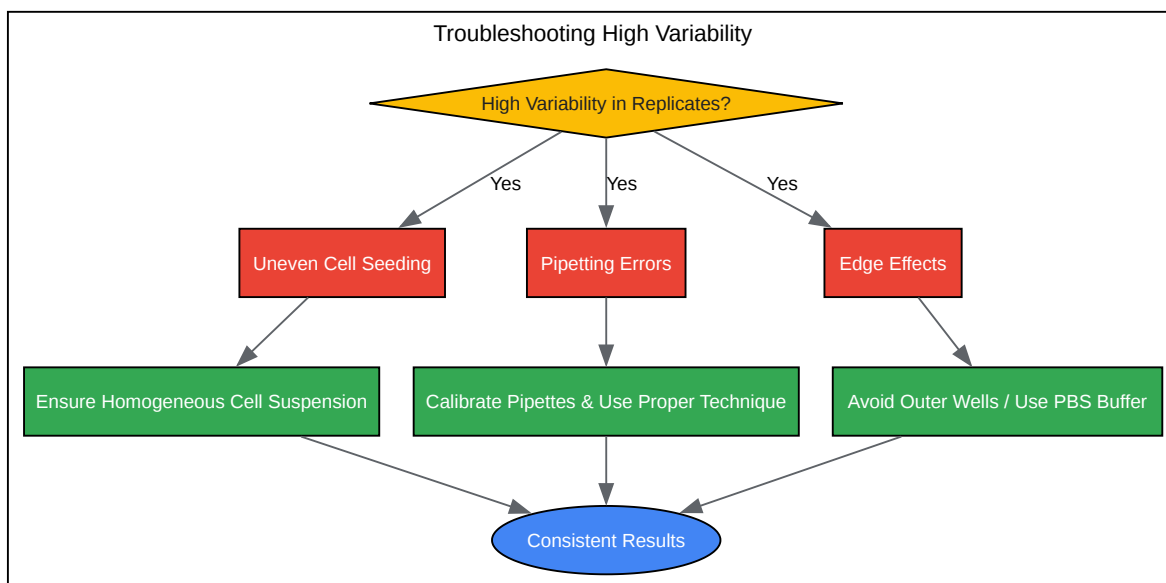 Troubleshooting High Variability
High Variability in Replicates?
Yes
Yes
Yes
Uneven Cell Seeding
Pipetting Errors
Edge Effects
Ensure Homogeneous Cell Suspension
Calibrate Pipettes & Use Proper Technique
Avoid Outer Wells / Use PBS Buffer
Consistent Results